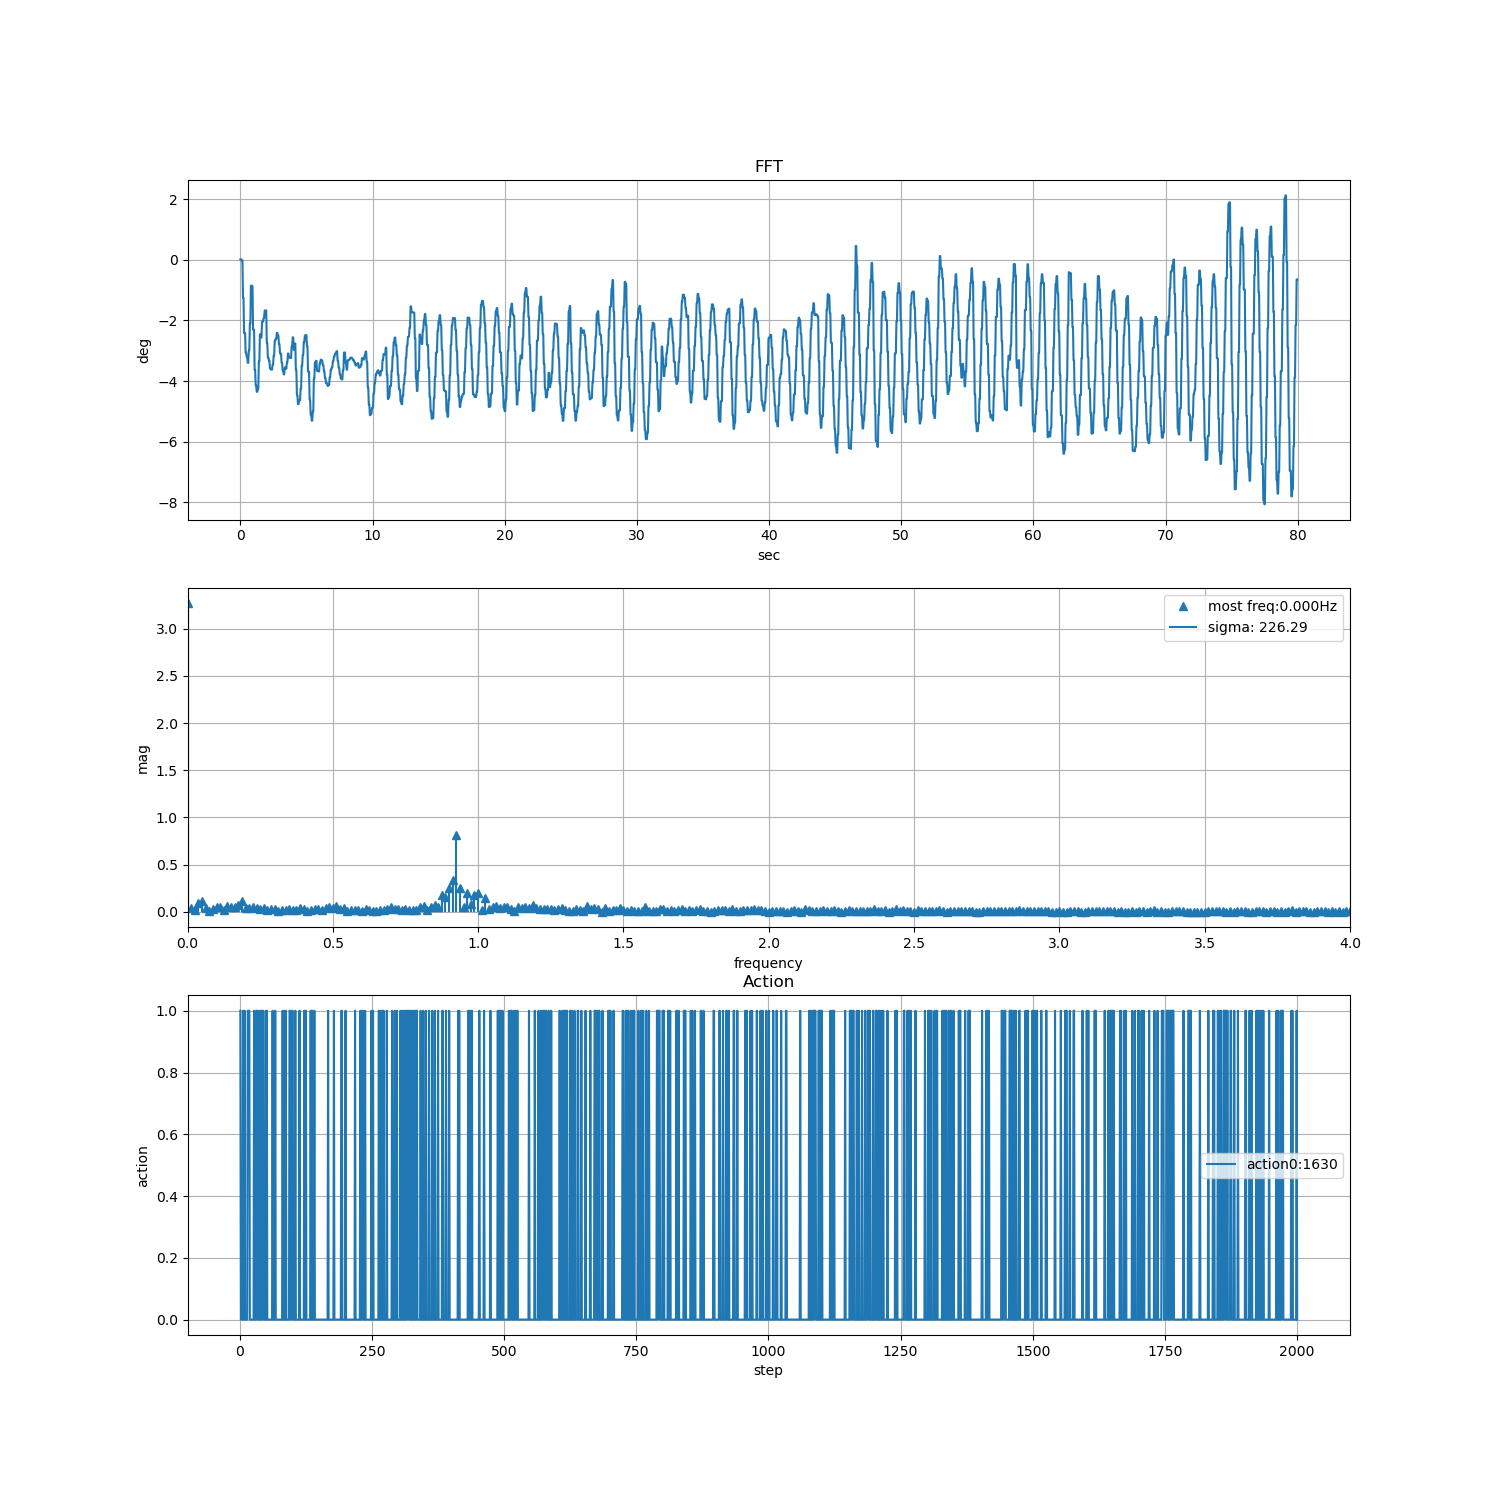 FFT
2
0
−2
−4
−6
−8
deg
0 10 20 30 40 50 60 70 80
sec
most freq:0.000Hz
sigma: 226.29
3.0
2.5
2.0
1.5
1.0
0.5
0.0
mag
0.0 0.5 1.0 1.5 2.0 2.5 3.0 3.5 4.0
frequency
Action
1.0
0.8
0.6
0.4
0.2
0.0
action
action0:1630
0 250 500 750 1000 1250 1500 1750 2000
step